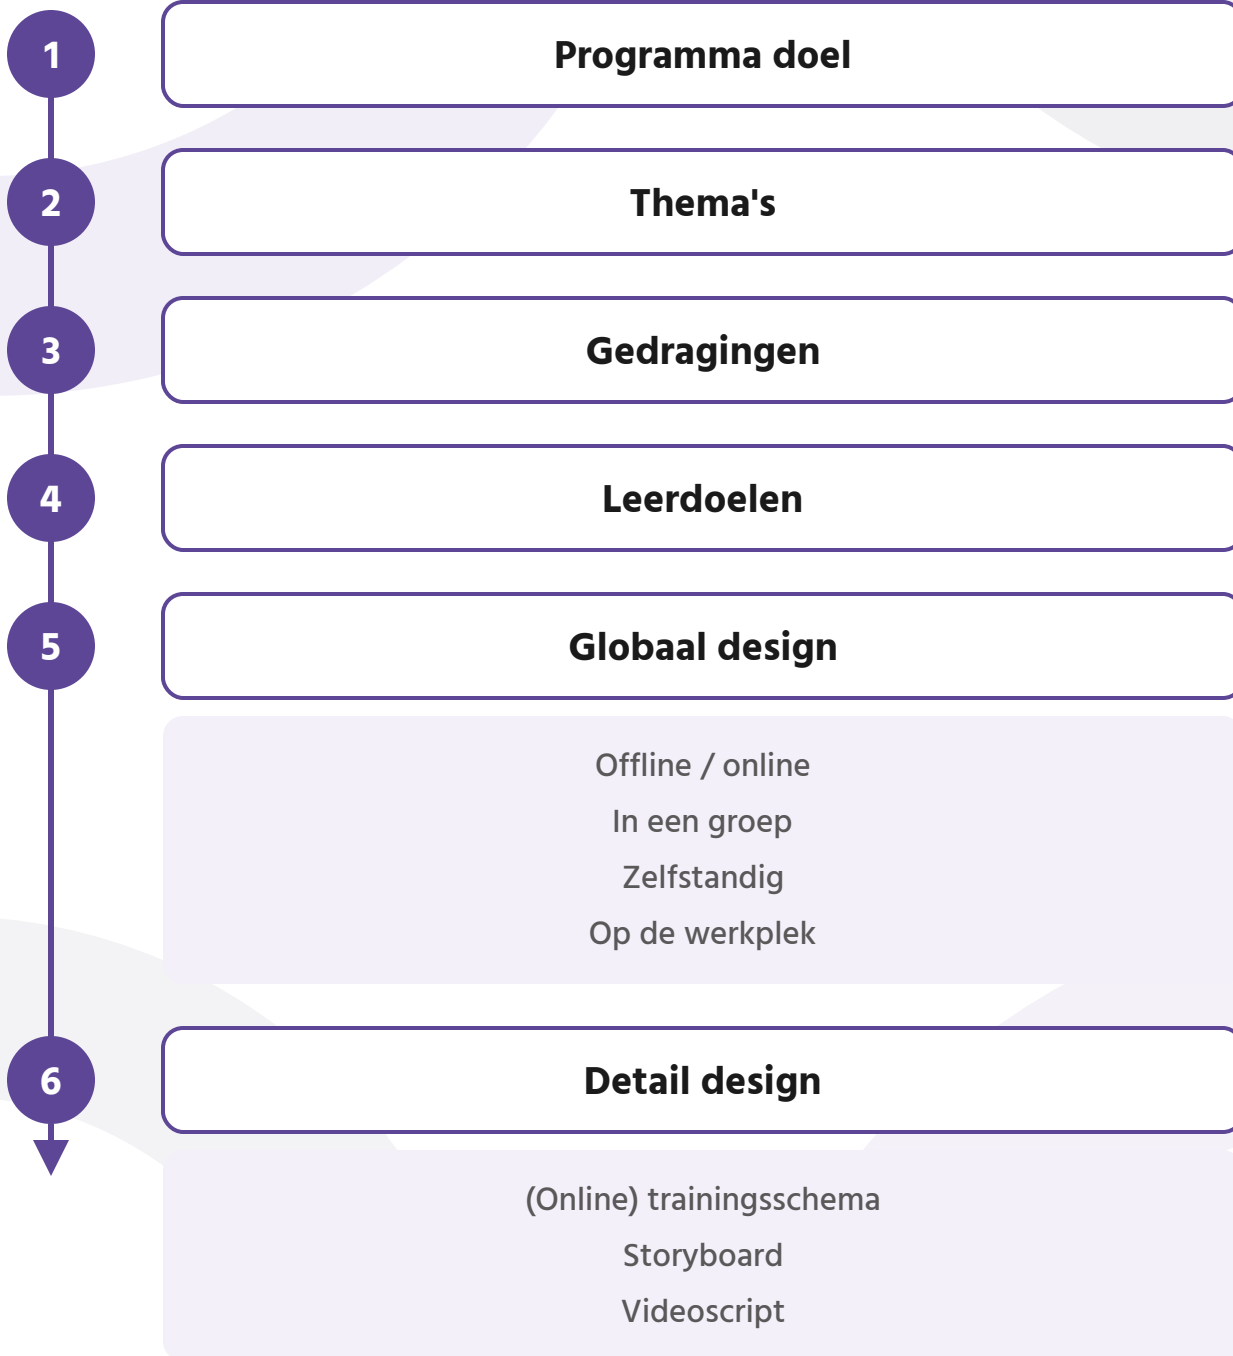 1
Programma doel
2
Thema's
3
Gedragingen
4
Leerdoelen
5
Globaal design
Offline / online
In een groep
Zelfstandig
Op de werkplek
6
Detail design
(Online) trainingsschema
Storyboard
Videoscript